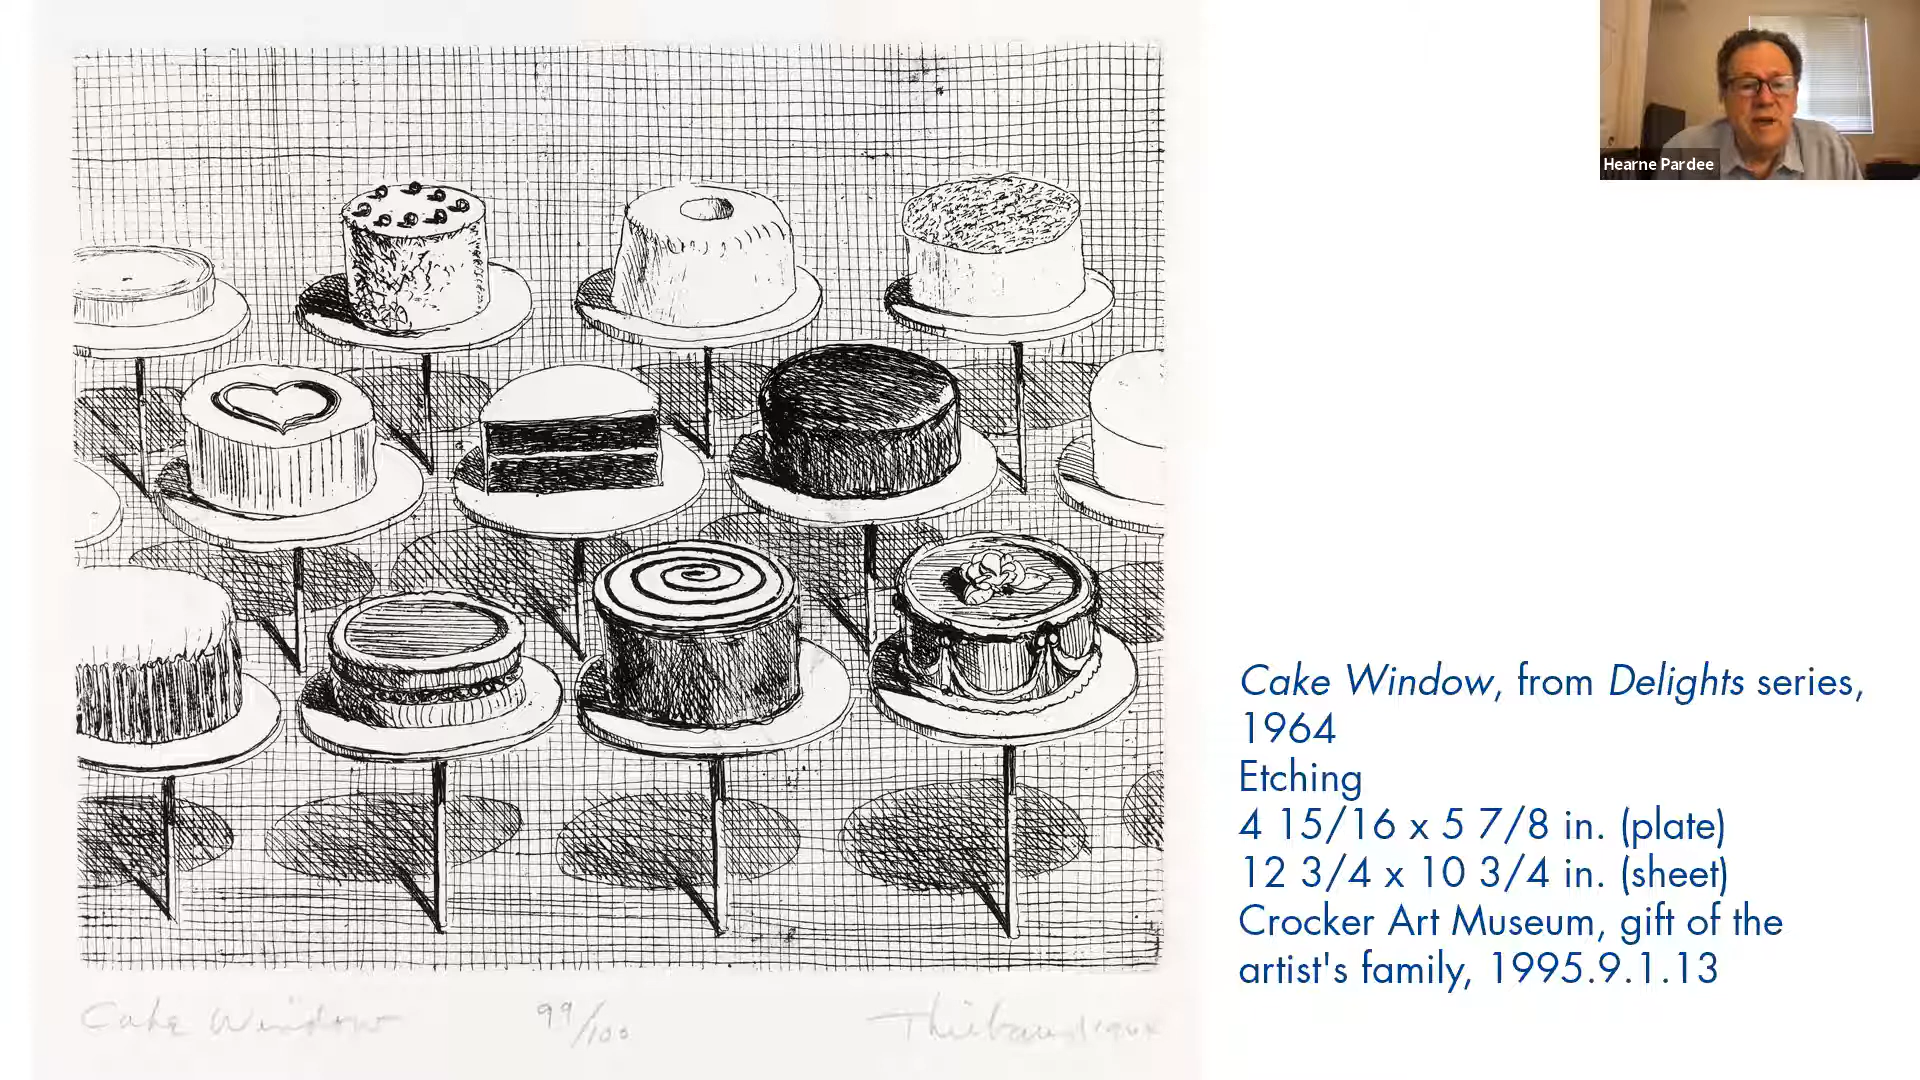 Hearne Pardee
Cake Window, from Delights series,
1964
Etching
4 15/16 x 5 7/8 in. (plate)
12 3/4 x 10 3/4 in. (sheet)
Crocker Art Museum, gift of the
artist's family, 1995.9.1.13
Cake Window 99/100 Thiebaud 1964